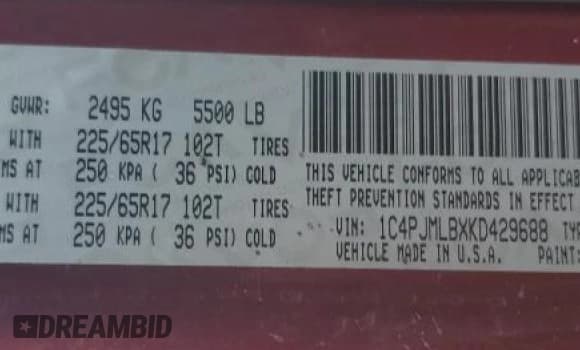 GVWR: 2495 KG 5500 LB
WITH 225/65R17 102T TIRES
MS AT 250 KPA ( 36 PSI) COLD
WITH 225/65R17 102T TIRES
MS AT 250 KPA ( 36 PSI) COLD
THIS VEHICLE CONFORMS TO ALL APPLICAB
THEFT PREVENTION STANDARDS IN EFFECT
VIN: 1C4PJMLBXKD429688 TYP
VEHICLE MADE IN U.S.A. PAINT:
DREAMBID